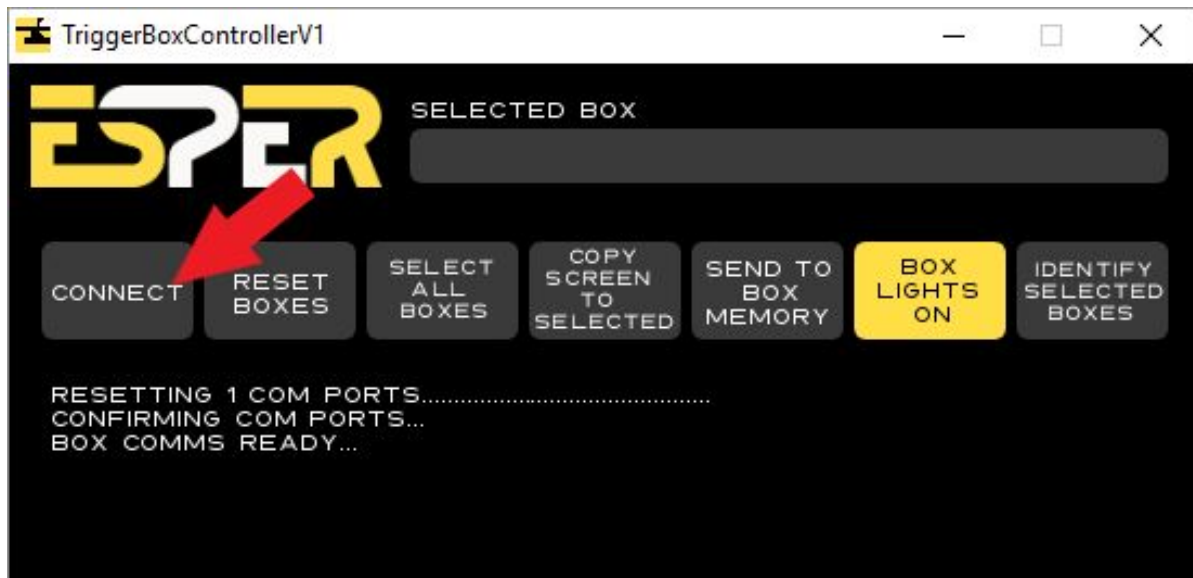 TriggerBoxControllerV1
ESPER
SELECTED BOX
CONNECT
RESET
BOXES
SELECT
ALL
BOXES
COPY
SCREEN
TO
SELECTED
SEND TO
BOX
MEMORY
BOX
LIGHTS
ON
IDENTIFY
SELECTED
BOXES
RESETTING 1 COM PORTS............................................
CONFIRMING COM PORTS...
BOX COMMS READY...